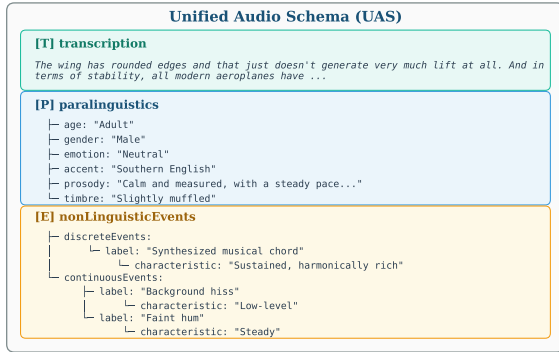 Unified Audio Schema (UAS)
[T] transcription
The wing has rounded edges and that just doesn't generate very much lift at all. And in
terms of stability, all modern aeroplanes have ...
[P] paralinguistics
├─ age: "Adult"
├─ gender: "Male"
├─ emotion: "Neutral"
├─ accent: "Southern English"
├─ prosody: "Calm and measured, with a steady pace..."
└─ timbre: "Slightly muffled"
[E] nonLinguisticEvents
├─ discreteEvents:
│ └─ label: "Synthesized musical chord"
│ └─ characteristic: "Sustained, harmonically rich"
└─ continuousEvents:
├─ label: "Background hiss"
│ └─ characteristic: "Low-level"
└─ label: "Faint hum"
└─ characteristic: "Steady"